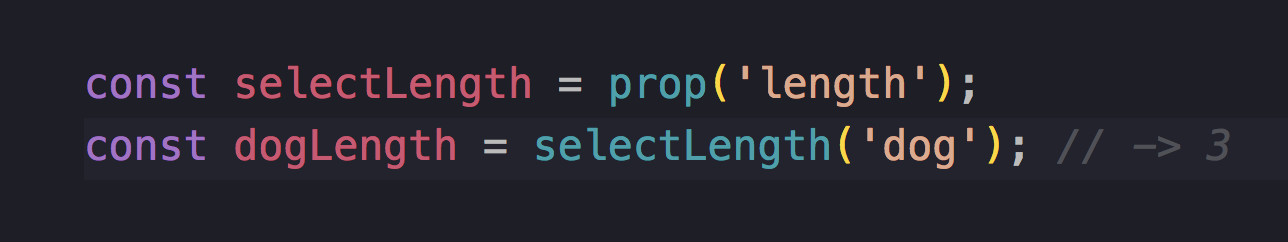 const selectLength = prop('length');
const dogLength = selectLength('dog'); // -> 3